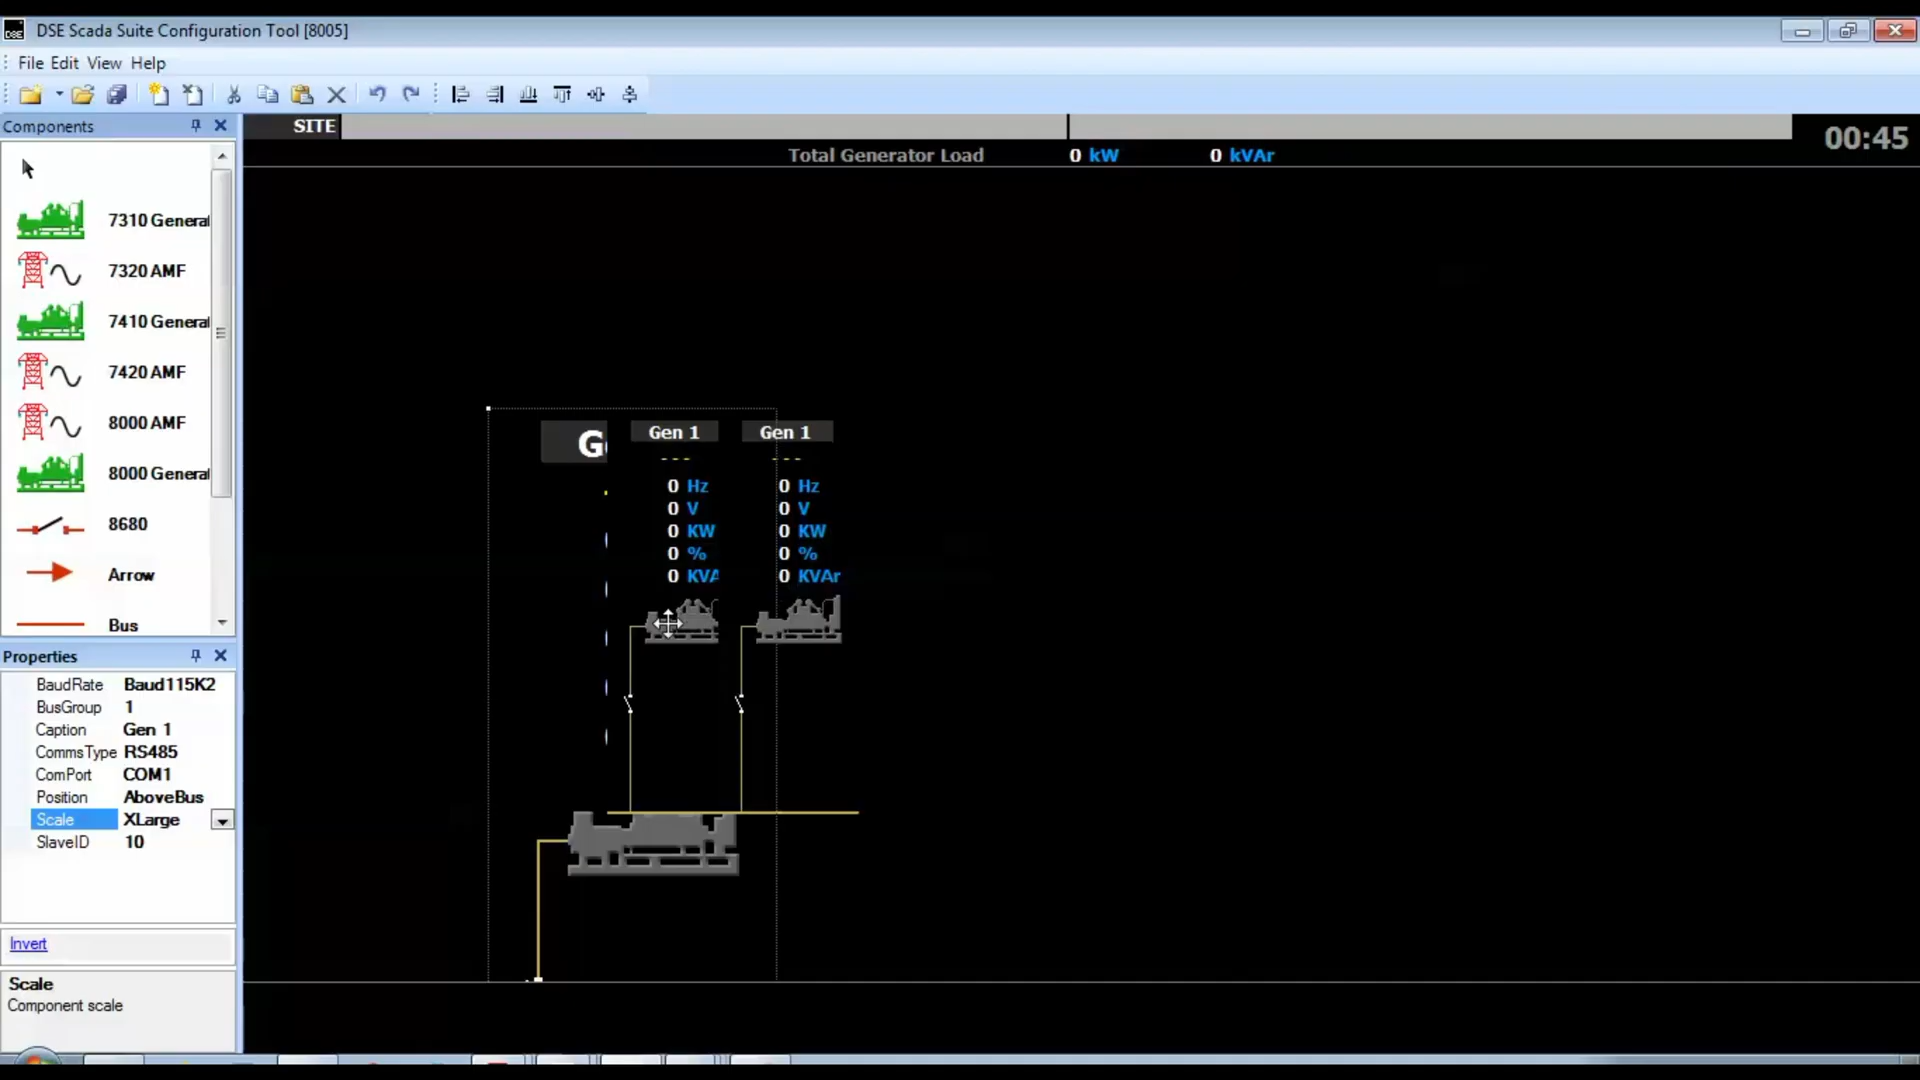 DSE Scada Suite Configuration Tool [8005]
File Edit View Help
Components
SITE
00:45
Total Generator Load 0 kW 0 kVAr
7310 General
7320 AMF
7410 General
7420 AMF
8000 AMF
8000 General
8680
Arrow
Bus
Gen 1 Gen 1
--- ---
0 Hz 0 Hz
0 V 0 V
0 KW 0 KW
0 % 0 %
0 KVA 0 KVAr
Properties
BaudRate Baud115K2
BusGroup 1
Caption Gen 1
CommsType RS485
ComPort COM1
Position AboveBus
Scale XLarge
SlaveID 10
Invert
Scale
Component scale